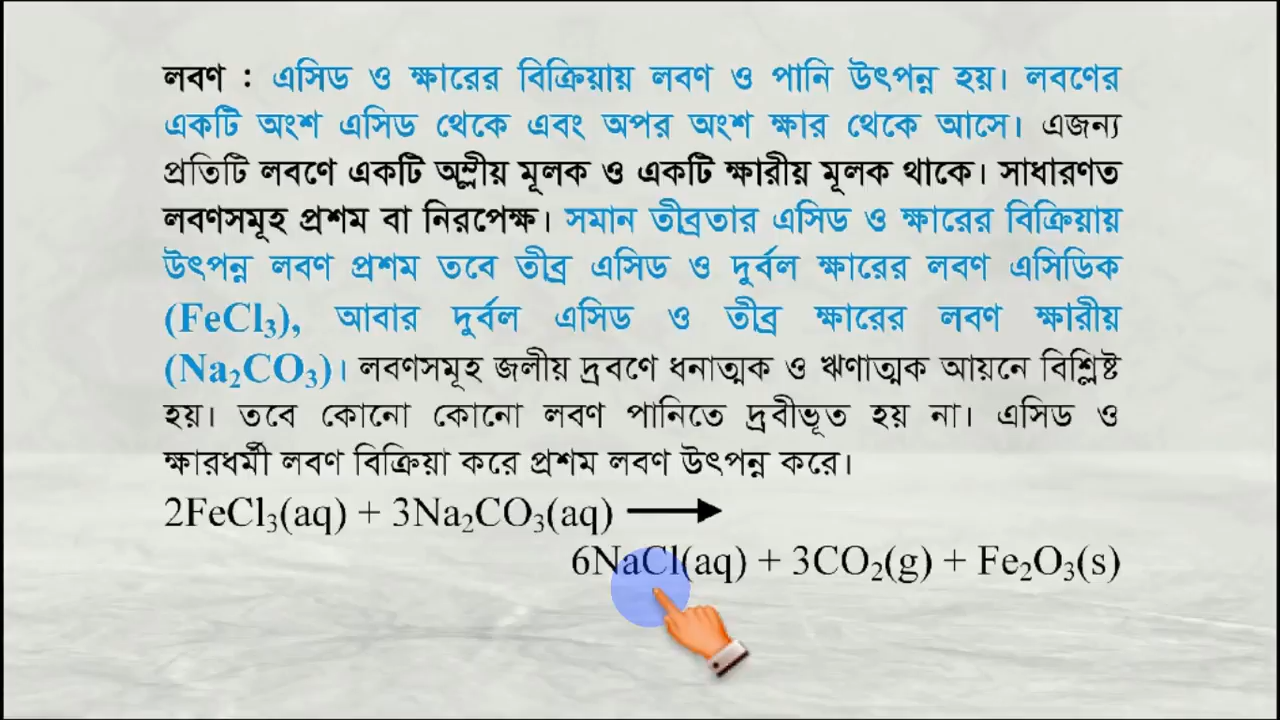 লবণ : এসিড ও ক্ষারের বিক্রিয়ায় লবণ ও পানি উৎপন্ন হয়। লবণের
একটি অংশ এসিড থেকে এবং অপর অংশ ক্ষার থেকে আসে। এজন্য
প্রতিটি লবণে একটি অম্লীয় মূলক ও একটি ক্ষারীয় মূলক থাকে। সাধারণত
লবণসমূহ প্রশম বা নিরপেক্ষ। সমান তীব্রতার এসিড ও ক্ষারের বিক্রিয়ায়
উৎপন্ন লবণ প্রশম তবে তীব্র এসিড ও দুর্বল ক্ষারের লবণ এসিডিক
(FeCl₃), আবার দুর্বল এসিড ও তীব্র ক্ষারের লবণ ক্ষারীয়
(Na₂CO₃)। লবণসমূহ জলীয় দ্রবণে ধনাত্মক ও ঋণাত্মক আয়নে বিশ্লিষ্ট
হয়। তবে কোনো কোনো লবণ পানিতে দ্রবীভূত হয় না। এসিড ও
ক্ষারধর্মী লবণ বিক্রিয়া করে প্রশম লবণ উৎপন্ন করে।
2FeCl₃(aq) + 3Na₂CO₃(aq) ⟶
6NaCl(aq) + 3CO₂(g) + Fe₂O₃(s)